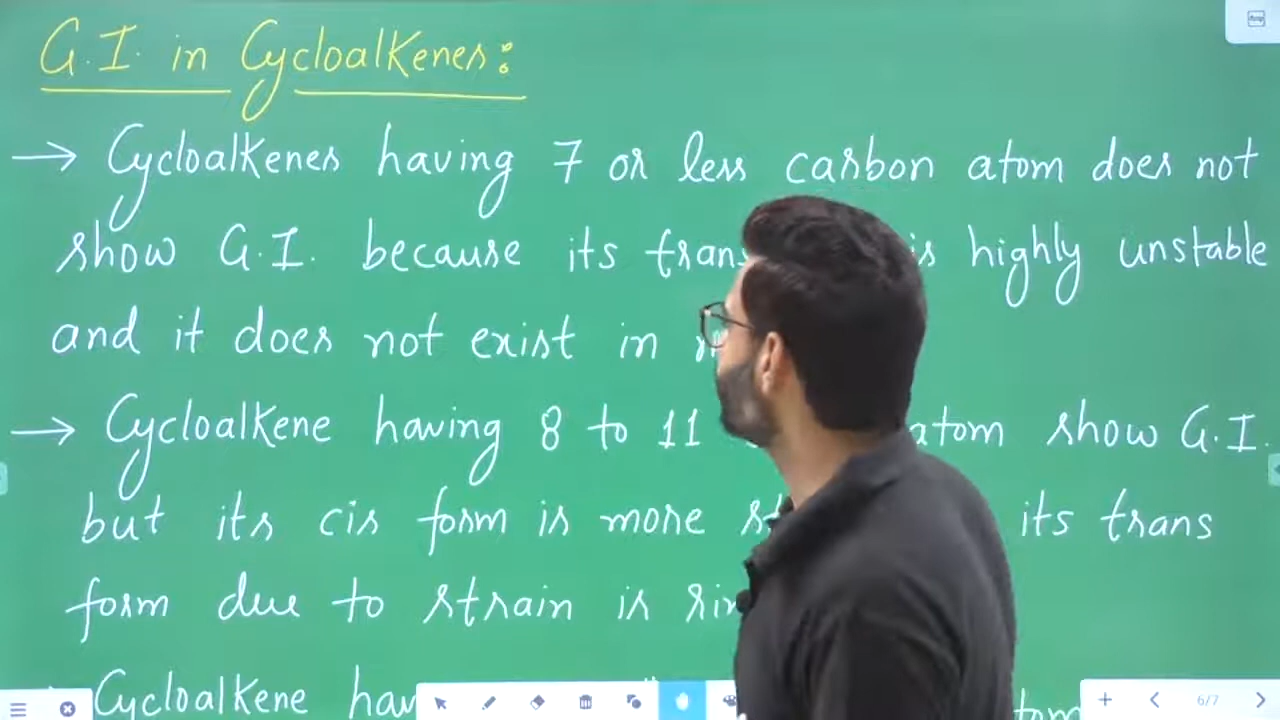 G.I. in Cycloalkenes:
→ Cycloalkenes having 7 or less carbon atom does not
show G.I. because its trans is highly unstable
and it does not exist in
→ Cycloalkene having 8 to 11 atom show G.I.
but its cis form is more its trans
form due to strain is
Cycloalkene
6/7